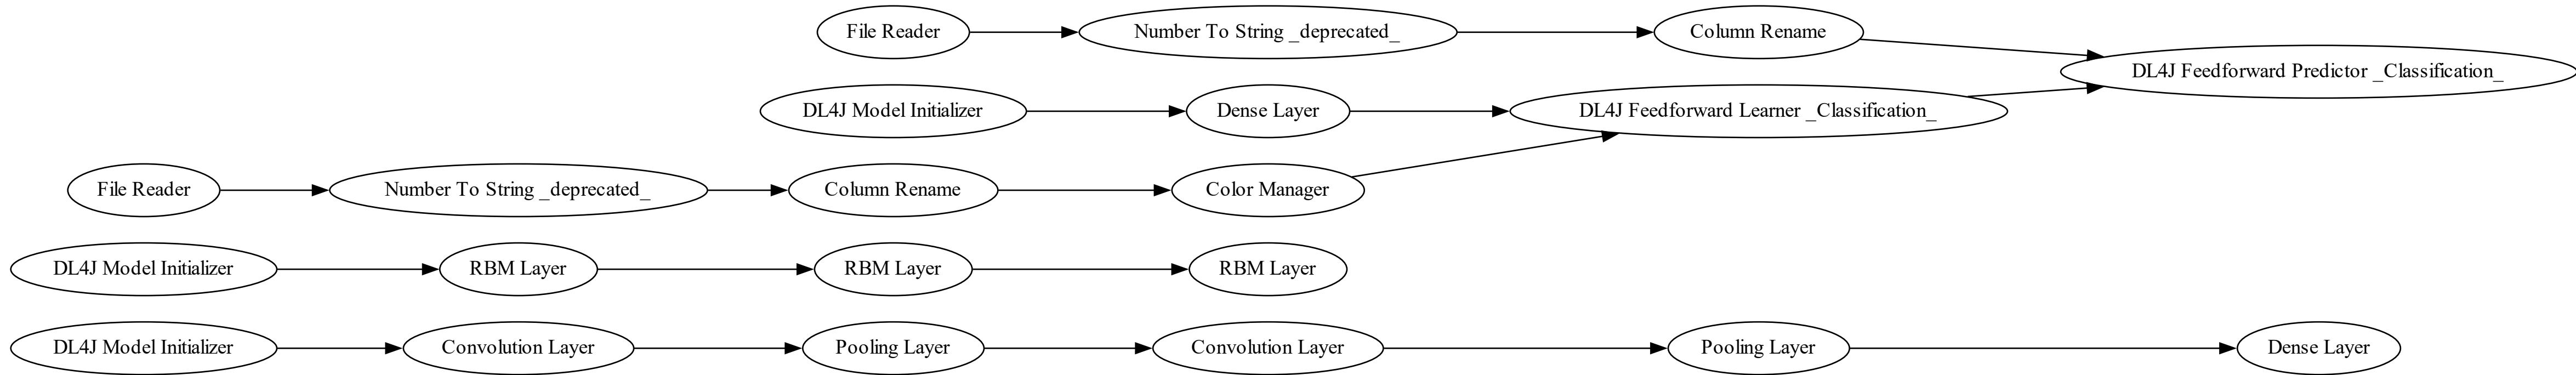 File Reader
Number To String _deprecated_
Column Rename
DL4J Feedforward Predictor _Classification_
DL4J Model Initializer
Dense Layer
DL4J Feedforward Learner _Classification_
File Reader
Number To String _deprecated_
Column Rename
Color Manager
DL4J Model Initializer
RBM Layer
RBM Layer
RBM Layer
DL4J Model Initializer
Convolution Layer
Pooling Layer
Convolution Layer
Pooling Layer
Dense Layer